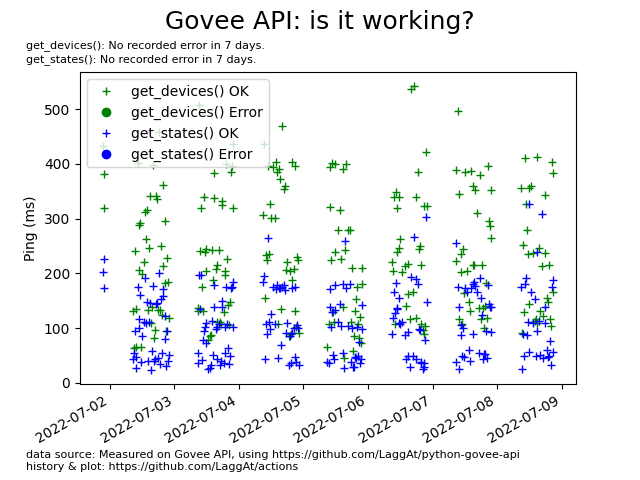 Govee API: is it working?
get_devices(): No recorded error in 7 days.
get_states(): No recorded error in 7 days.
get_devices() OK
get_devices() Error
get_states() OK
get_states() Error
Ping (ms)
500
400
300
200
100
0
2022-07-02
2022-07-03
2022-07-04
2022-07-05
2022-07-06
2022-07-07
2022-07-08
2022-07-09
data source: Measured on Govee API, using https://github.com/LaggAt/python-govee-api
history & plot: https://github.com/LaggAt/actions